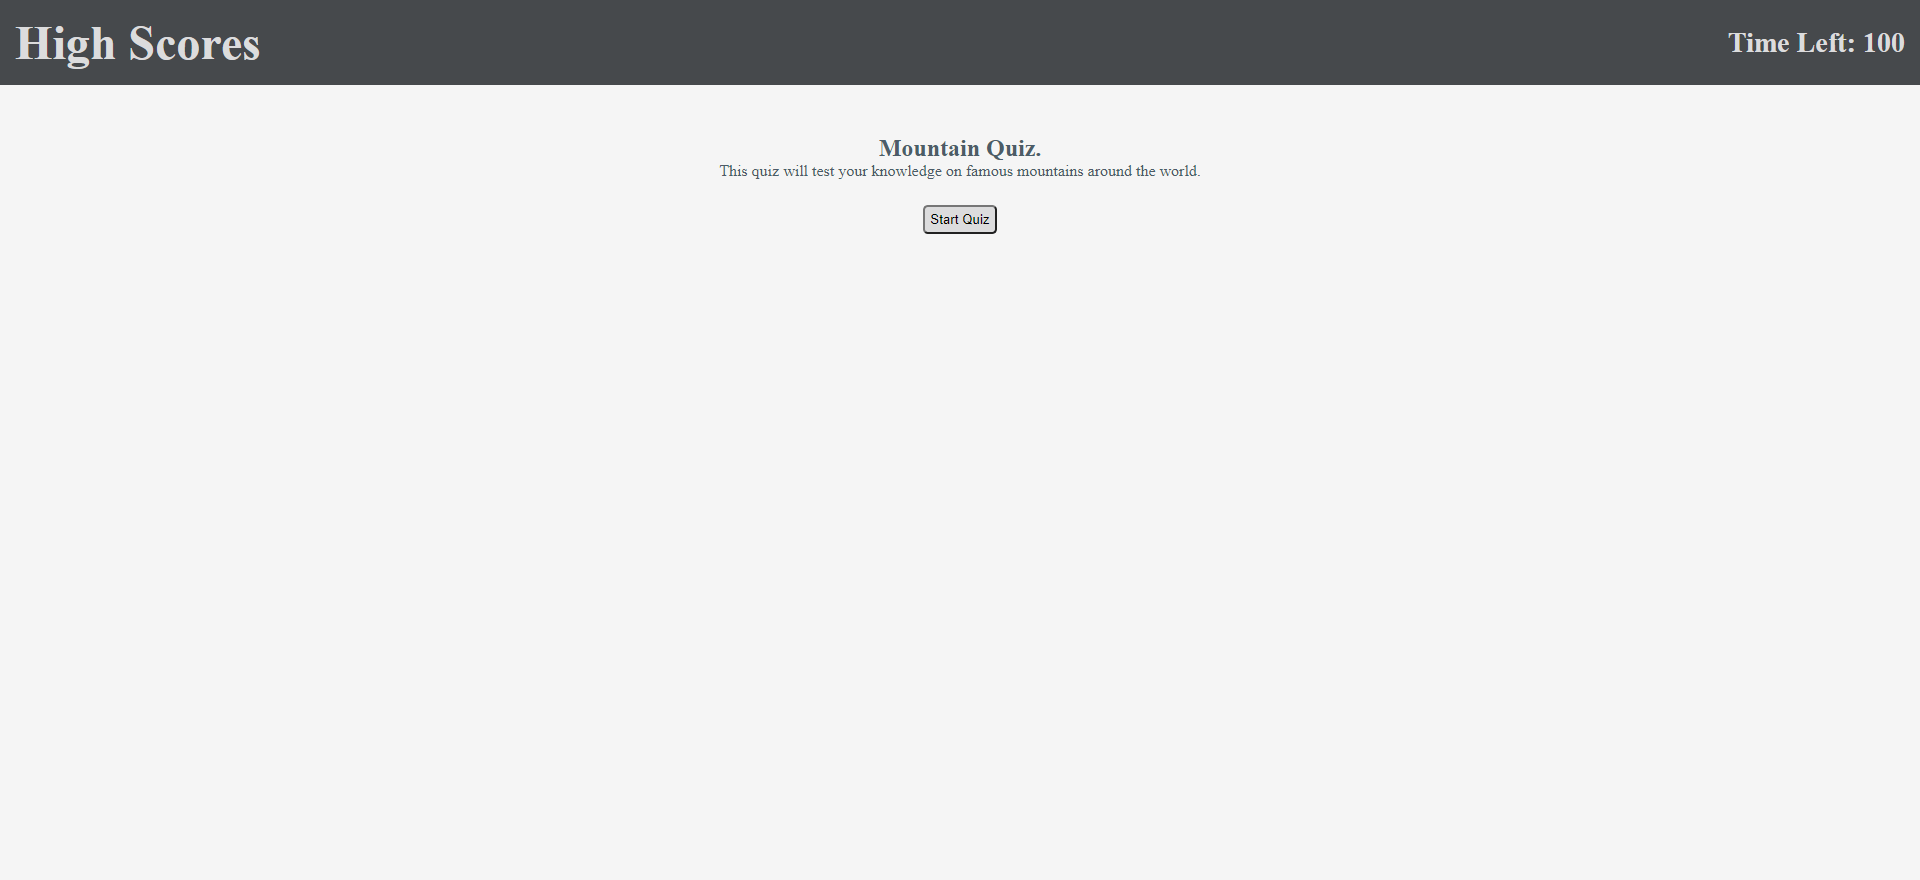 High Scores
Time Left: 100
Mountain Quiz.
This quiz will test your knowledge on famous mountains around the world.
Start Quiz